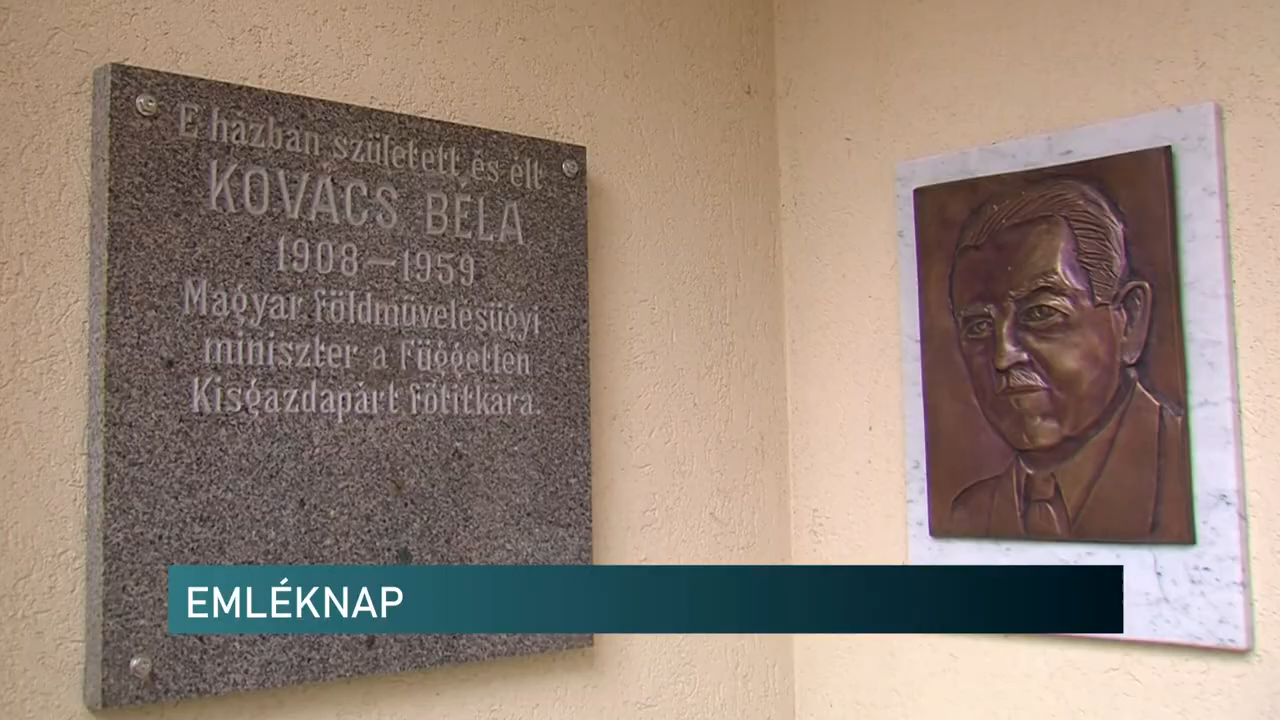 E házban született és élt
KOVÁCS BÉLA
1908–1959
Magyar földművelésügyi
miniszter a Független
Kisgazdapárt főtitkára.
EMLÉKNAP